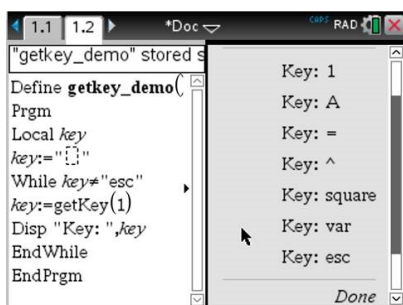 1.1 1.2 *Doc CAPS RAD
"getkey_demo" stored s
Define getkey_demo(
Prgm
Local key
key:=" "
While key≠"esc"
key:=getKey(1)
Disp "Key: ",key
EndWhile
EndPrgm
Key: 1
Key: A
Key: =
Key: ^
Key: square
Key: var
Key: esc
Done